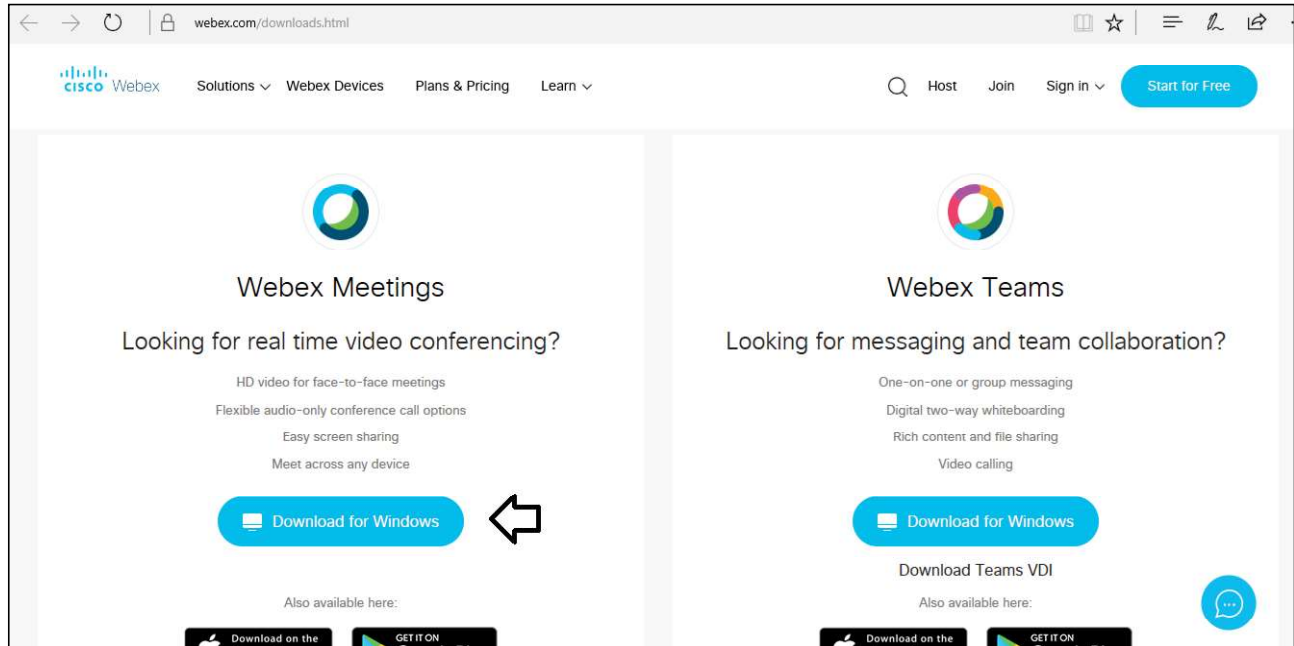 webex.com/downloads.html
cisco Webex Solutions Webex Devices Plans & Pricing Learn Host Join Sign in Start for Free
Webex Meetings
Looking for real time video conferencing?
HD video for face-to-face meetings
Flexible audio-only conference call options
Easy screen sharing
Meet across any device
Download for Windows
Also available here:
Download on the
GET IT ON
Webex Teams
Looking for messaging and team collaboration?
One-on-one or group messaging
Digital two-way whiteboarding
Rich content and file sharing
Video calling
Download for Windows
Download Teams VDI
Also available here:
Download on the
GET IT ON